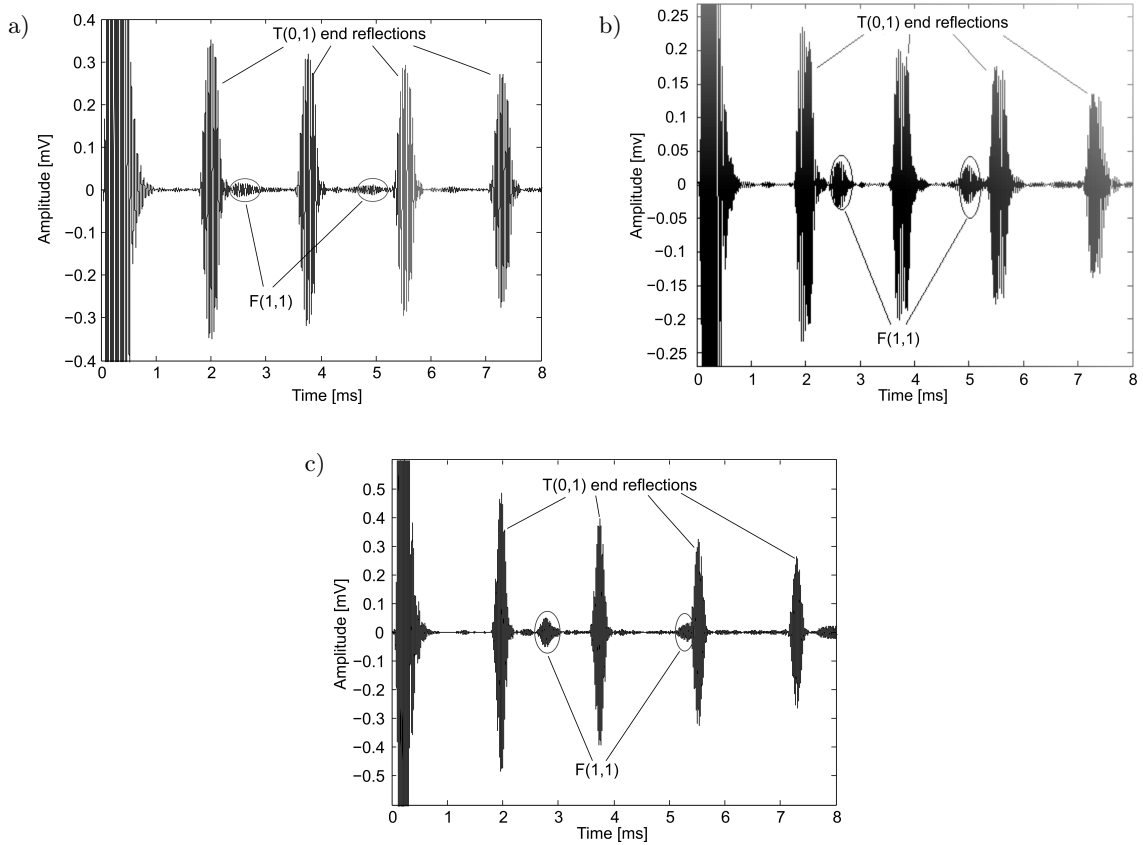 a)
T(0,1) end reflections
F(1,1)
Amplitude [mV]
0.4
0.3
0.2
0.1
0
−0.1
−0.2
−0.3
−0.4
0 1 2 3 4 5 6 7 8
Time [ms]
b)
T(0,1) end reflections
F(1,1)
Amplitude [mv]
0.25
0.2
0.15
0.1
0.05
0
−0.05
−0.1
−0.15
−0.2
−0.25
0 1 2 3 4 5 6 7 8
Time [ms]
c)
T(0,1) end reflections
F(1,1)
Amplitude [mV]
0.5
0.4
0.3
0.2
0.1
0
−0.1
−0.2
−0.3
−0.4
−0.5
0 1 2 3 4 5 6 7 8
Time [ms]